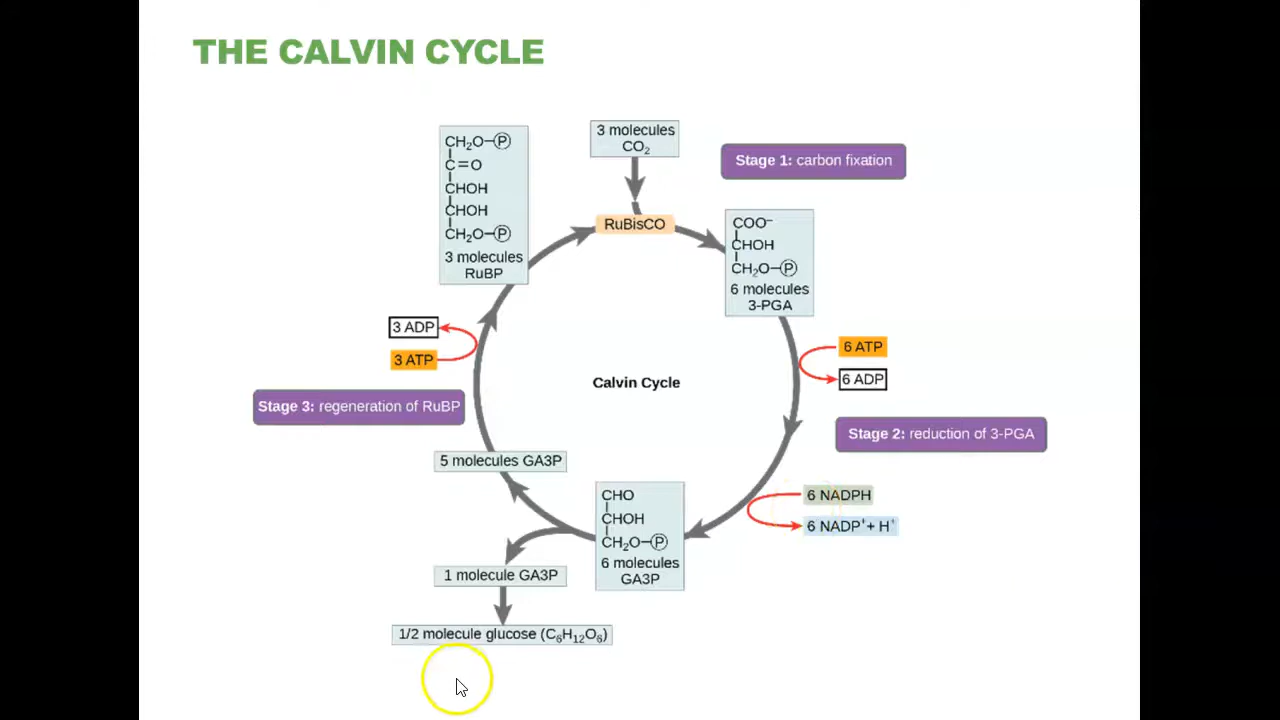 THE CALVIN CYCLE
3 molecules
CO₂
Stage 1: carbon fixation
CH₂O–Ⓟ
C=O
CHOH
CHOH
CH₂O–Ⓟ
3 molecules
RuBP
RuBisCO
COO⁻
CHOH
CH₂O–Ⓟ
6 molecules
3-PGA
3 ADP
3 ATP
6 ATP
6 ADP
Calvin Cycle
Stage 3: regeneration of RuBP
Stage 2: reduction of 3-PGA
5 molecules GA3P
6 NADPH
6 NADP⁺+ H⁺
CHO
CHOH
CH₂O–Ⓟ
6 molecules
GA3P
1 molecule GA3P
1/2 molecule glucose (C₆H₁₂O₆)